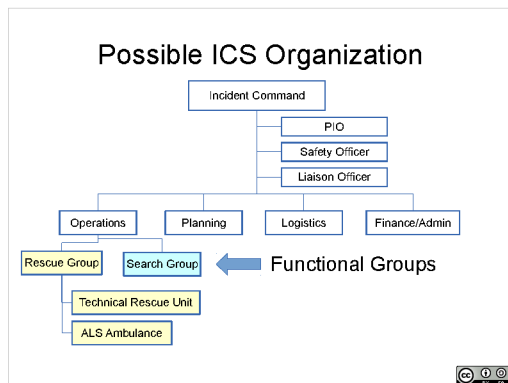 Possible ICS Organization
Incident Command
PIO
Safety Officer
Liaison Officer
Operations
Planning
Logistics
Finance/Admin
Rescue Group
Search Group
Functional Groups
Technical Rescue Unit
ALS Ambulance
cc